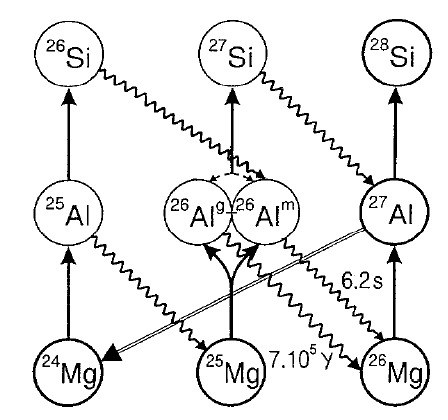 ²⁶Si ²⁷Si ²⁸Si
²⁵Al ²⁶Alᵍ ²⁶Alᵐ ²⁷Al
6.2s
²⁴Mg ²⁵Mg 7.10⁵y ²⁶Mg